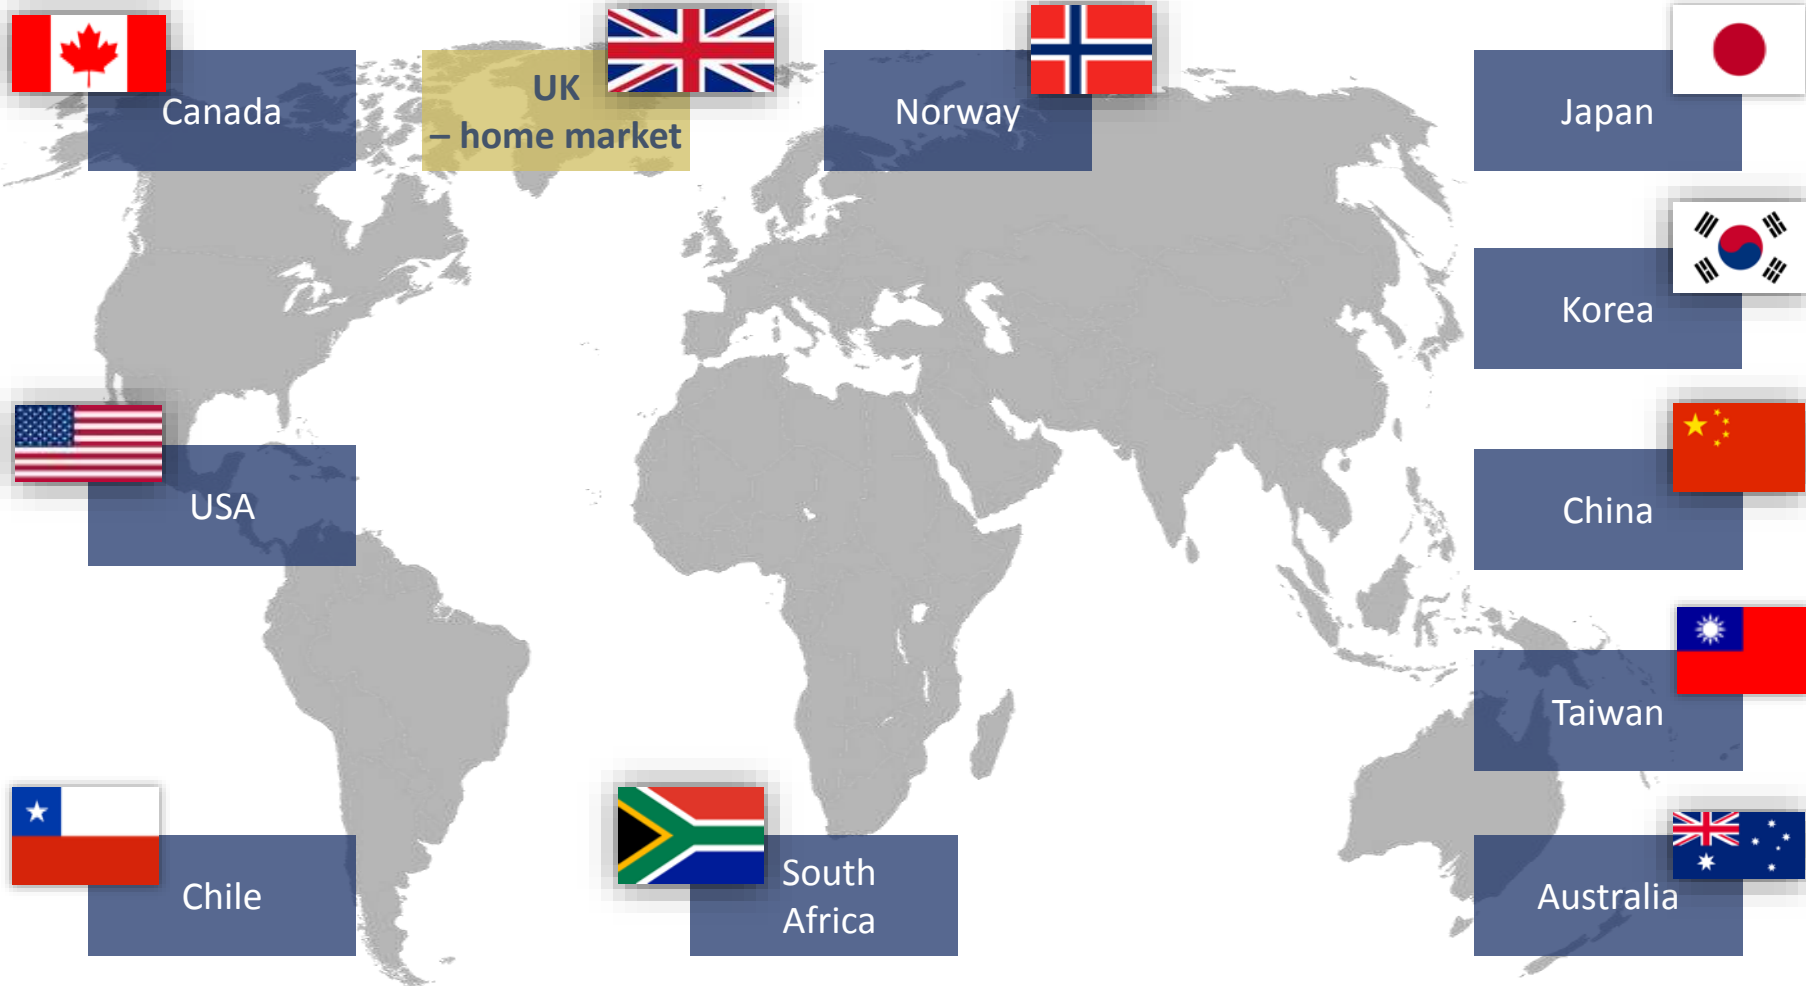 Canada
UK
– home market
Norway
Japan
Korea
USA
China
Taiwan
Chile
South
Africa
Australia